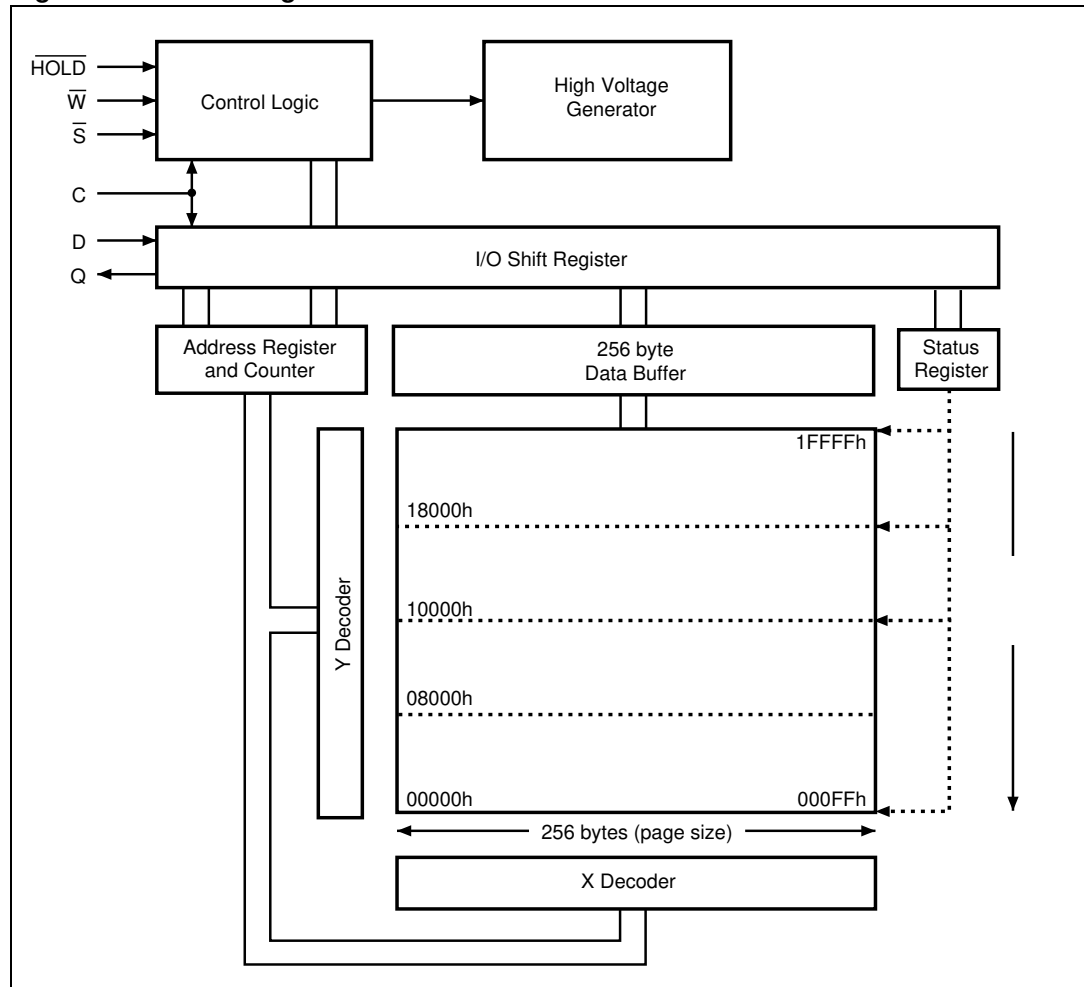 HOLD
W
S
C
D
Q
Control Logic
High Voltage
Generator
I/O Shift Register
Address Register
and Counter
256 byte
Data Buffer
Status
Register
1FFFFh
18000h
10000h
08000h
00000h
000FFh
Y Decoder
256 bytes (page size)
X Decoder